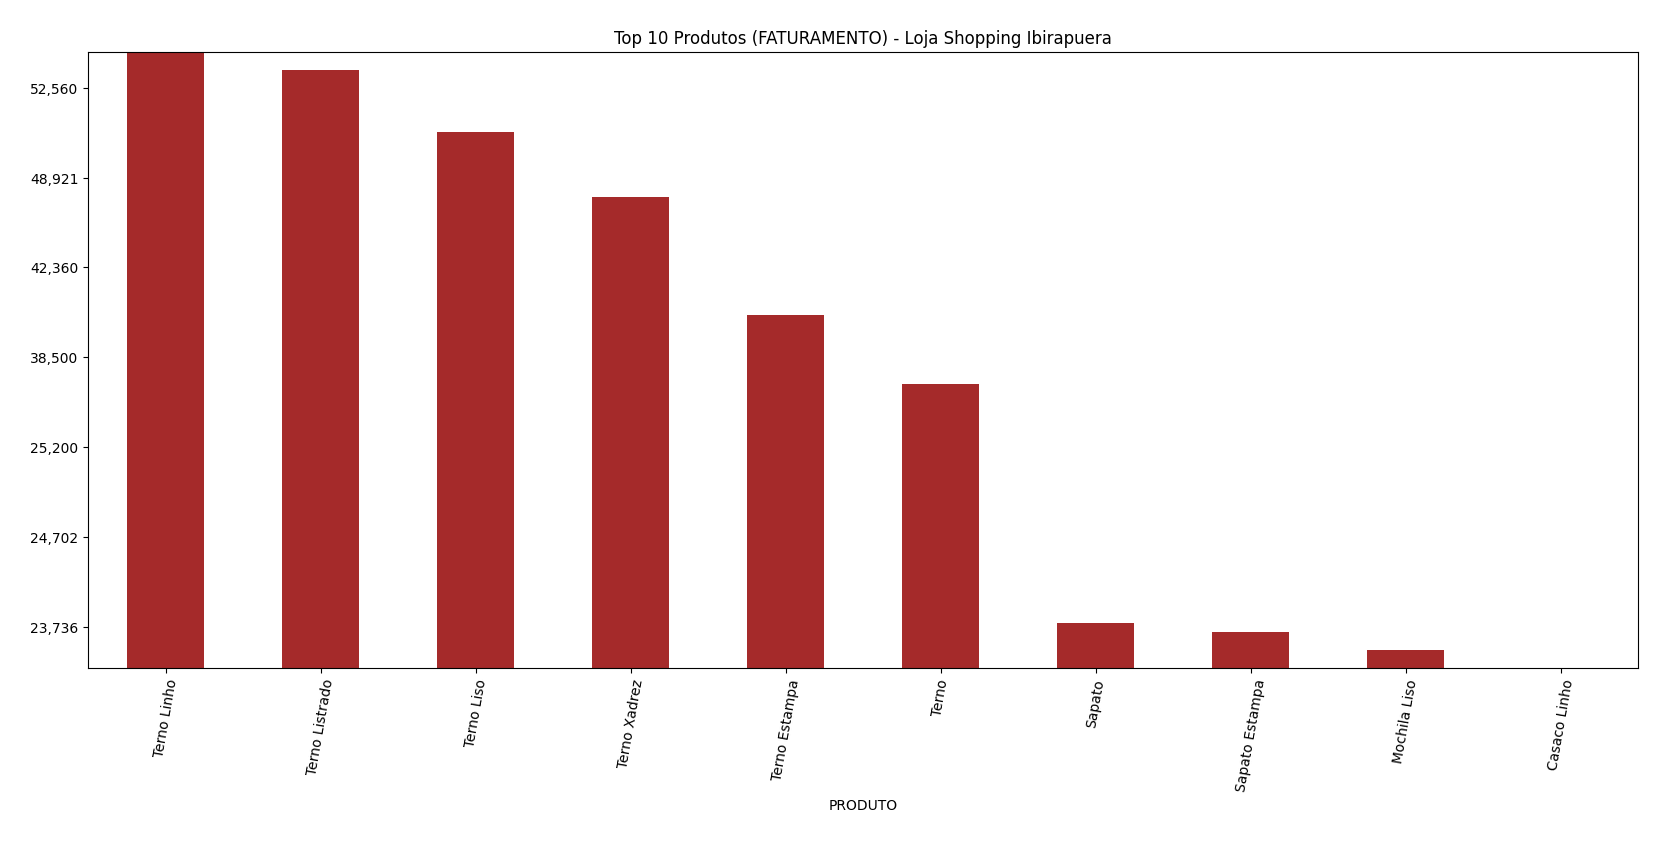 Top 10 Produtos (FATURAMENTO) - Loja Shopping Ibirapuera
52,560
48,921
42,360
38,500
25,200
24,702
23,736
Terno Linho
Terno Listrado
Terno Liso
Terno Xadrez
Terno Estampa
Terno
Sapato
Sapato Estampa
Mochila Liso
Casaco Linho
PRODUTO